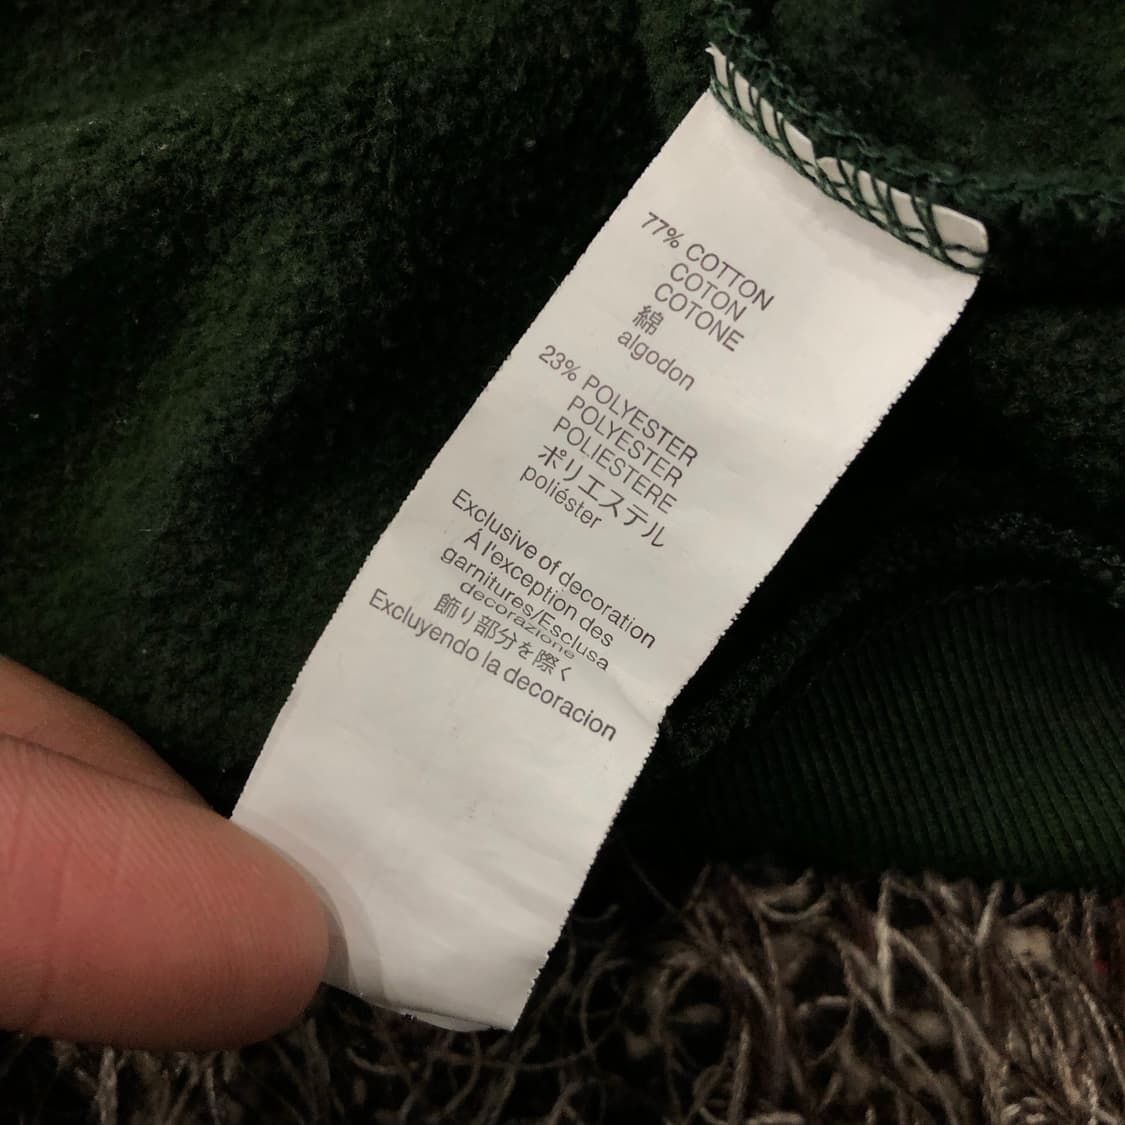 77% COTTON
COTON
COTONE
綿
algodon
23% POLYESTER
POLYESTER
POLIESTERE
ポリエステル
poliéster
Exclusive of decoration
Á l'exception des
garnitures/Esclusa
decorazione
飾り部分を際く
Excluyendo la decoracion